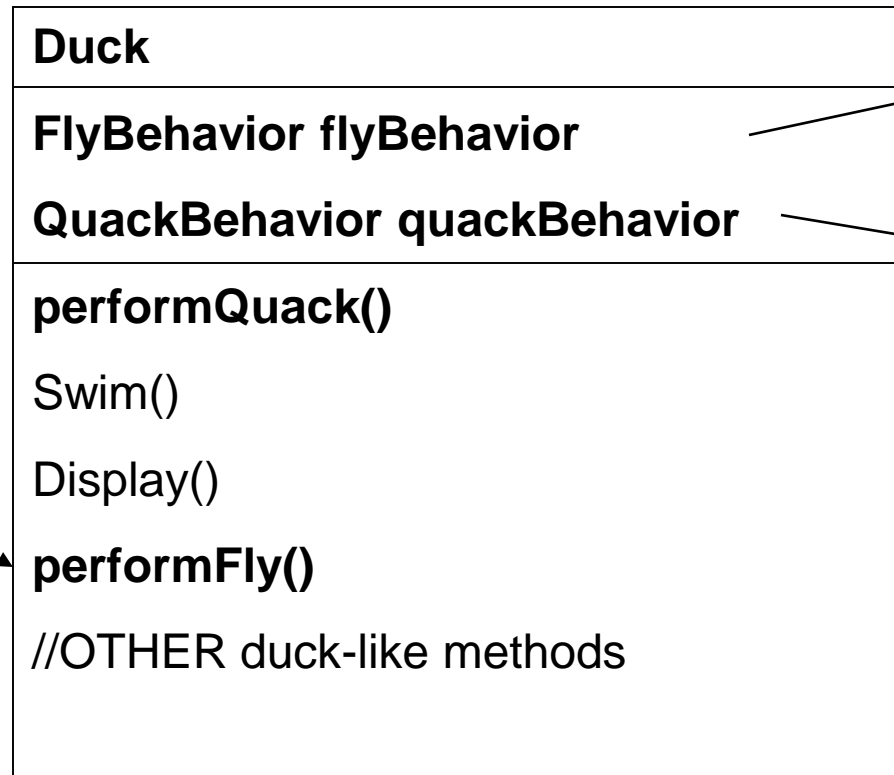 Duck
FlyBehavior flyBehavior
QuackBehavior quackBehavior
performQuack()
Swim()
Display()
performFly()
//OTHER duck-like methods